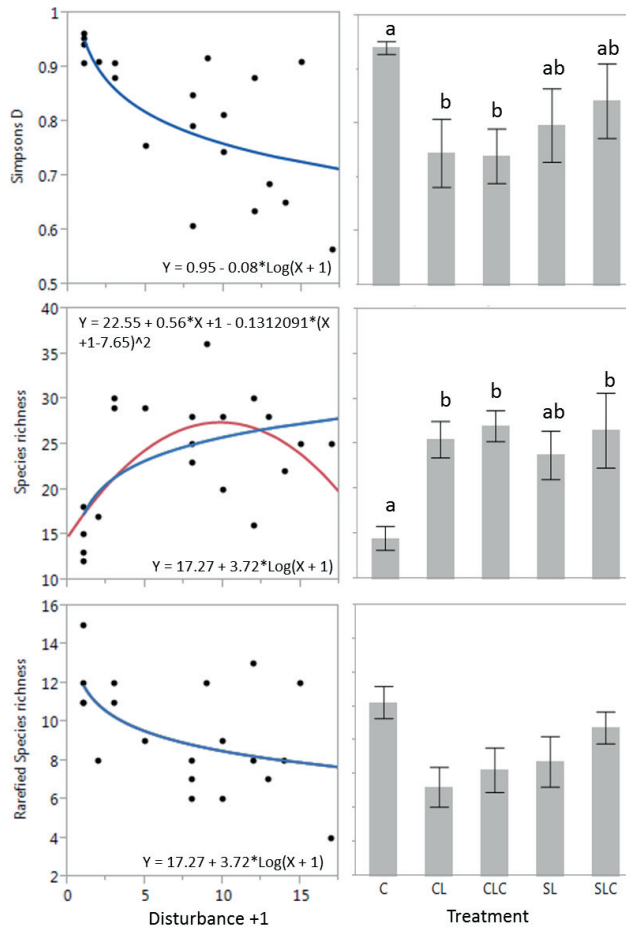 1
0.9
0.8
0.7
0.6
0.5
Simpsons D
Y = 0.95 - 0.08*Log(X + 1)
a
b
b
ab
ab
40
35
30
25
20
15
10
Species richness
Y = 22.55 + 0.56*X +1 - 0.1312091*(X
+1-7.65)^2
Y = 17.27 + 3.72*Log(X + 1)
a
b
b
ab
b
16
14
12
10
8
6
4
2
Rarefied Species richness
Y = 17.27 + 3.72*Log(X + 1)
0 5 10 15
Disturbance +1
C CL CLC SL SLC
Treatment